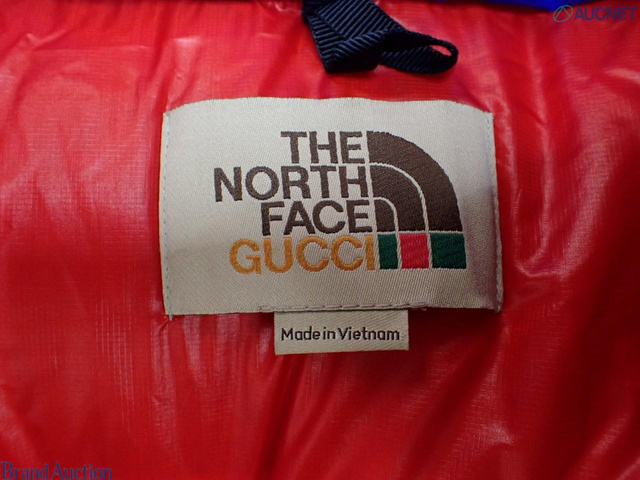 AUCNET
THE
NORTH
FACE
GUCCI
Made in Vietnam
Brand Auction